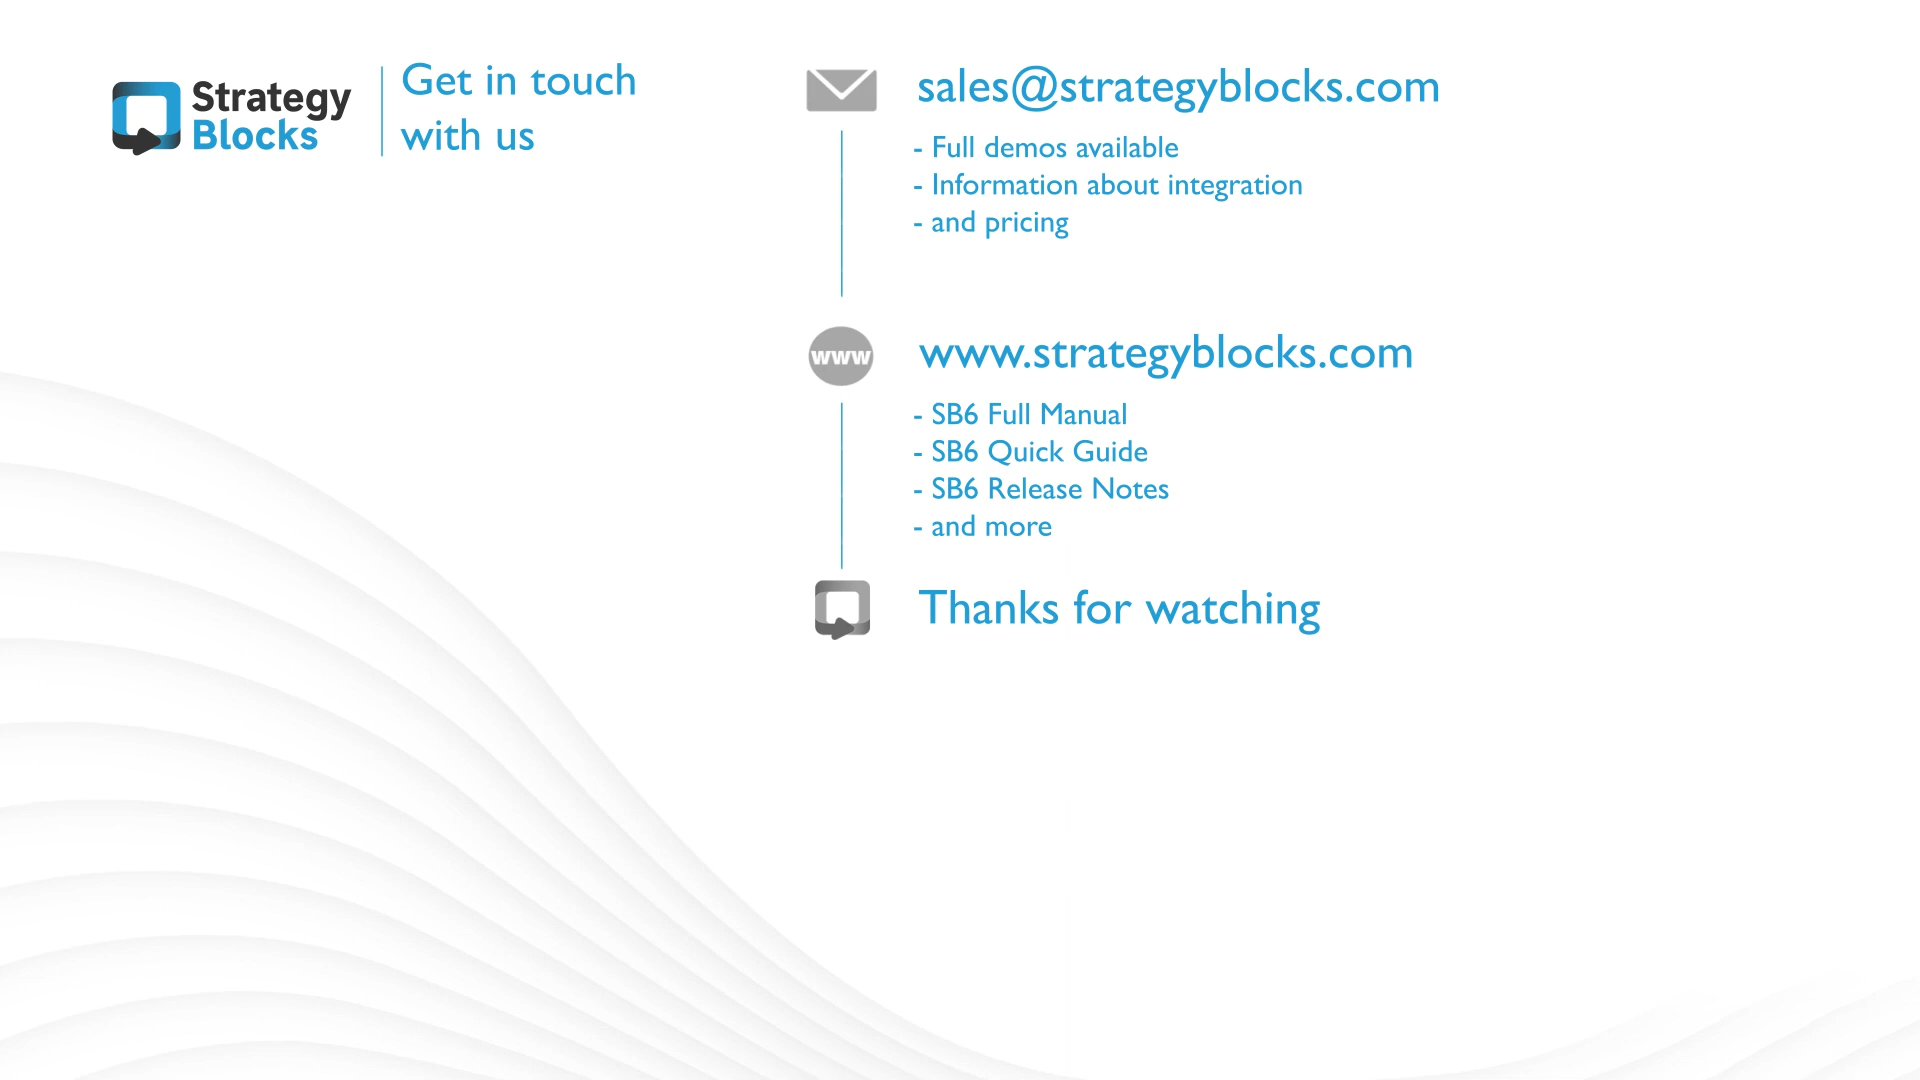 Strategy
Blocks
Get in touch
with us
sales@strategyblocks.com
- Full demos available
- Information about integration
- and pricing
www
www.strategyblocks.com
- SB6 Full Manual
- SB6 Quick Guide
- SB6 Release Notes
- and more
Thanks for watching